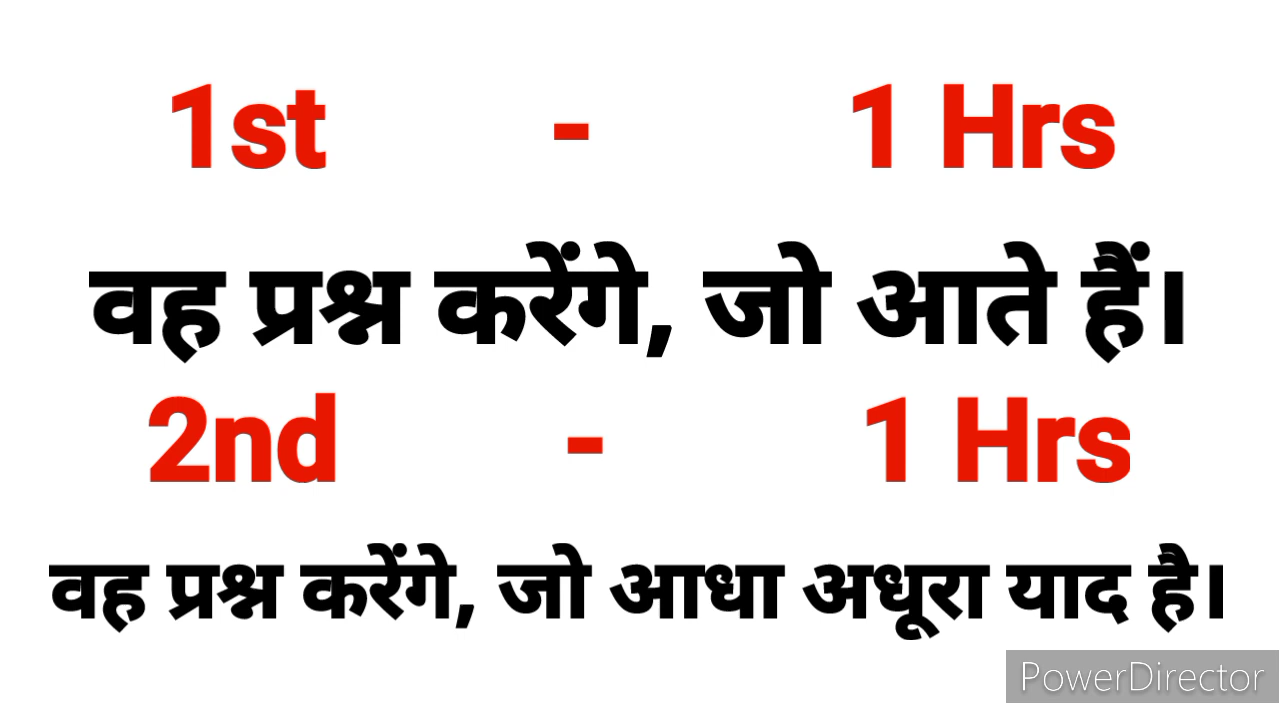 1st - 1 Hrs
वह प्रश्न करेंगे, जो आते हैं।
2nd - 1 Hrs
वह प्रश्न करेंगे, जो आधा अधूरा याद है।
PowerDirector